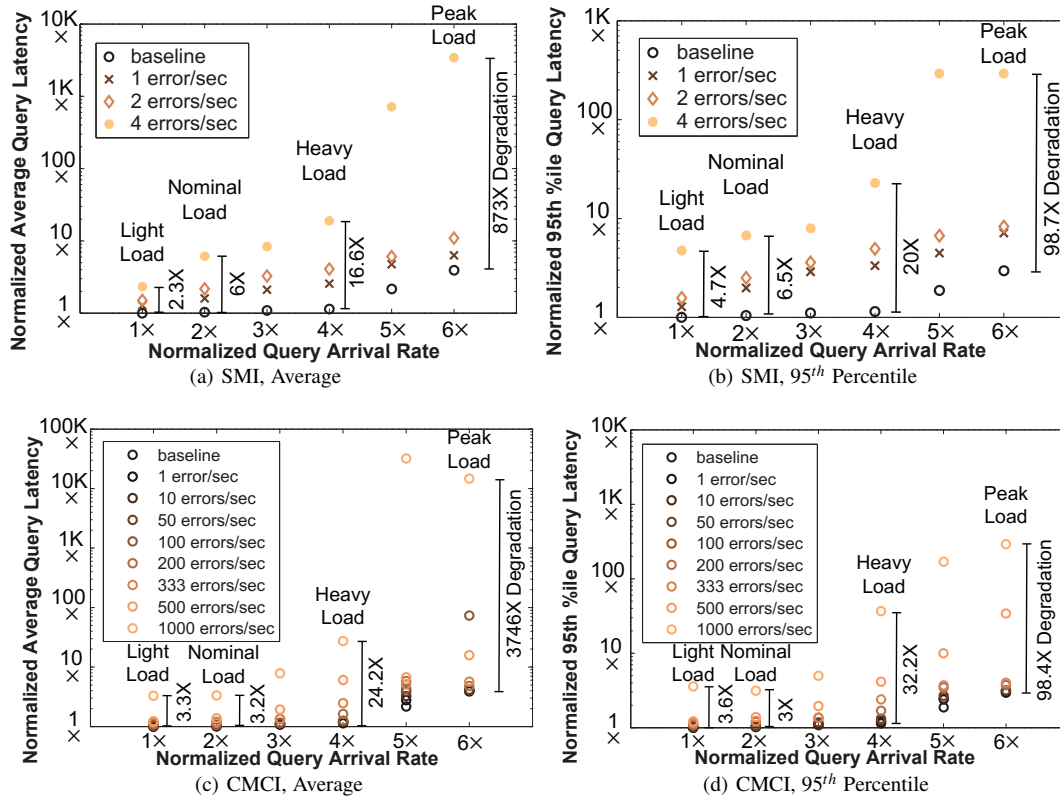 Normalized Average Query Latency
10K
×
1K
×
100
×
10
×
1
×
baseline
1 error/sec
2 errors/sec
4 errors/sec
Light
Load
2.3X
Nominal
Load
6X
Heavy
Load
16.6X
Peak
Load
873X Degradation
1× 2× 3× 4× 5× 6×
Normalized Query Arrival Rate
(a) SMI, Average
Normalized 95th %ile Query Latency
1K
×
100
×
10
×
1
×
baseline
1 error/sec
2 errors/sec
4 errors/sec
Light
Load
4.7X
Nominal
Load
6.5X
Heavy
Load
20X
Peak
Load
98.7X Degradation
1× 2× 3× 4× 5× 6×
Normalized Query Arrival Rate
(b) SMI, 95th Percentile
Normalized Average Query Latency
100K
×
10K
×
1K
×
100
×
10
×
1
×
baseline
1 error/sec
10 errors/sec
50 errors/sec
100 errors/sec
200 errors/sec
333 errors/sec
500 errors/sec
1000 errors/sec
Light
Load
3.3X
Nominal
Load
3.2X
Heavy
Load
24.2X
Peak
Load
3746X Degradation
1× 2× 3× 4× 5× 6×
Normalized Query Arrival Rate
(c) CMCI, Average
Normalized 95th %ile Query Latency
10K
×
1K
×
100
×
10
×
1
×
baseline
1 error/sec
10 errors/sec
50 errors/sec
100 errors/sec
200 errors/sec
333 errors/sec
500 errors/sec
1000 errors/sec
Light
Load
3.6X
Nominal
Load
3X
Heavy
Load
32.2X
Peak
Load
98.4X Degradation
1× 2× 3× 4× 5× 6×
Normalized Query Arrival Rate
(d) CMCI, 95th Percentile